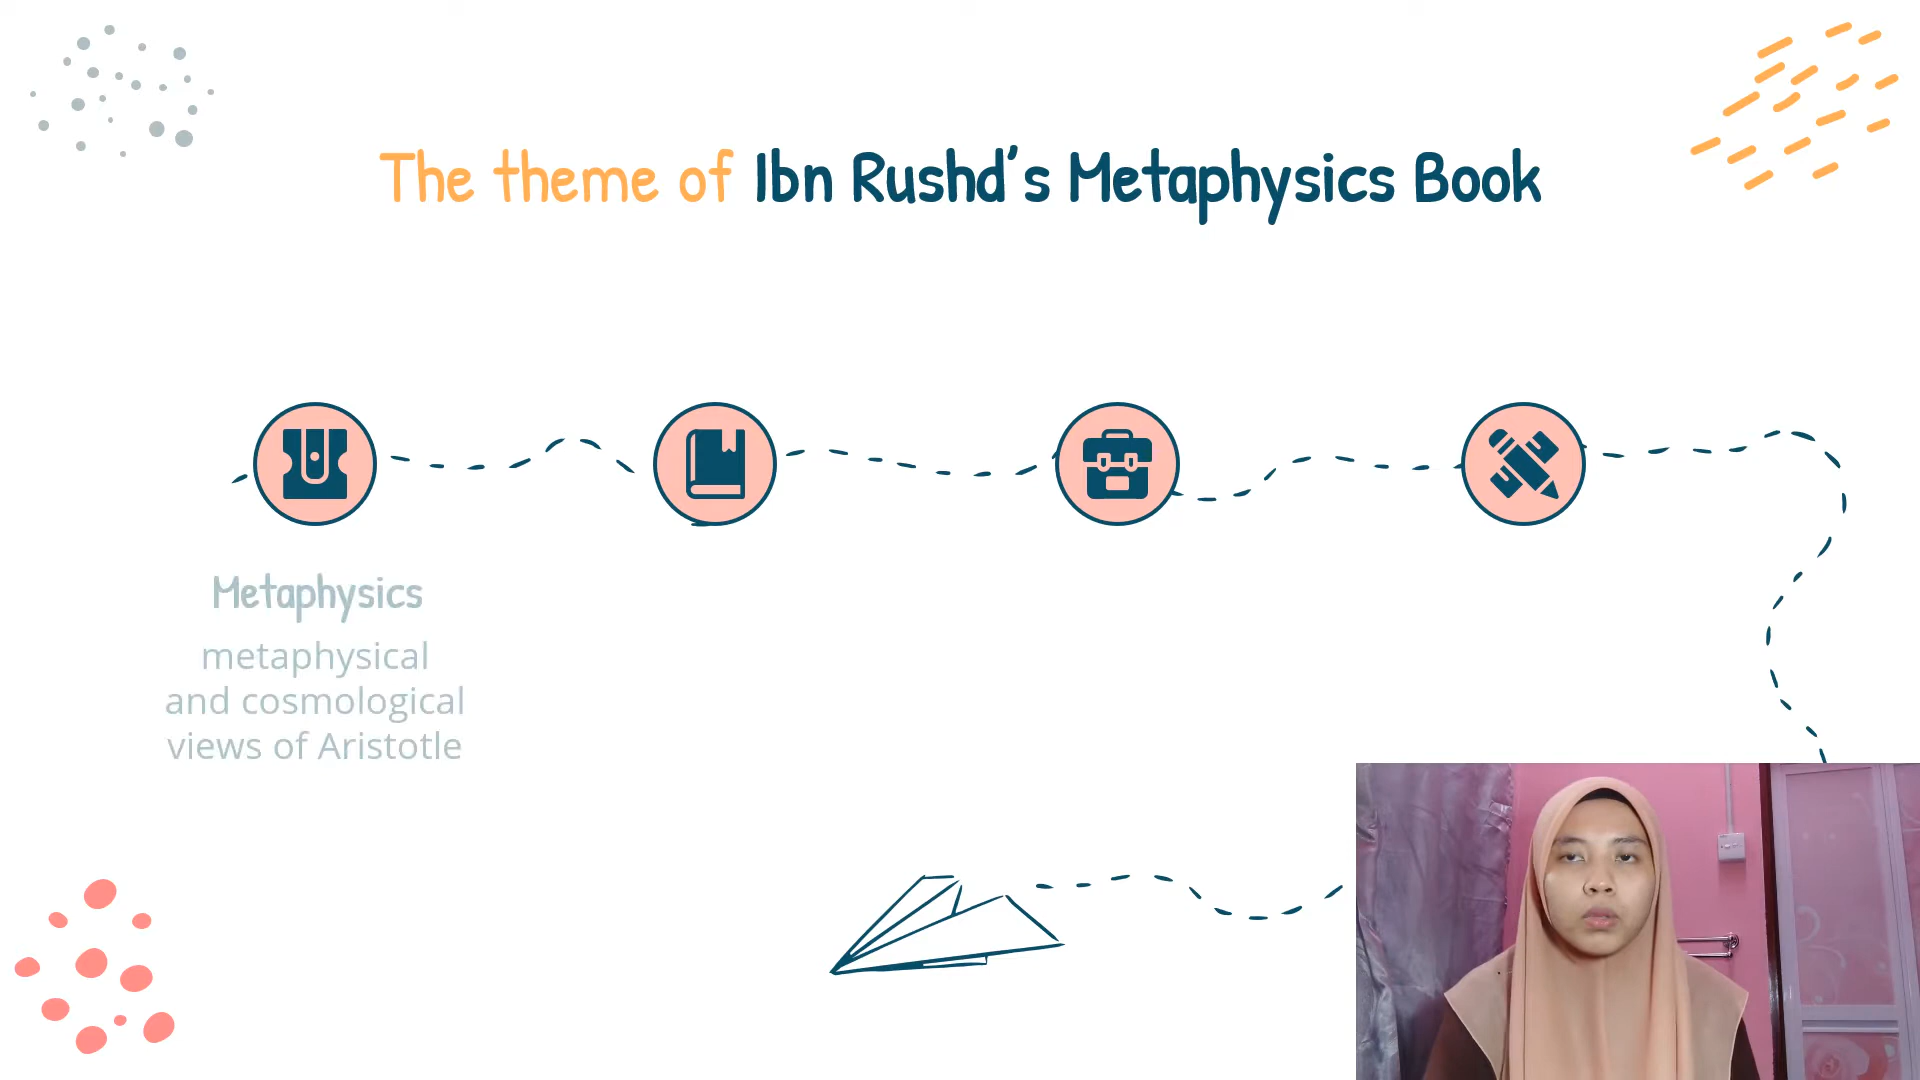 The theme of Ibn Rushd’s Metaphysics Book
Metaphysics
metaphysical
and cosmological
views of Aristotle